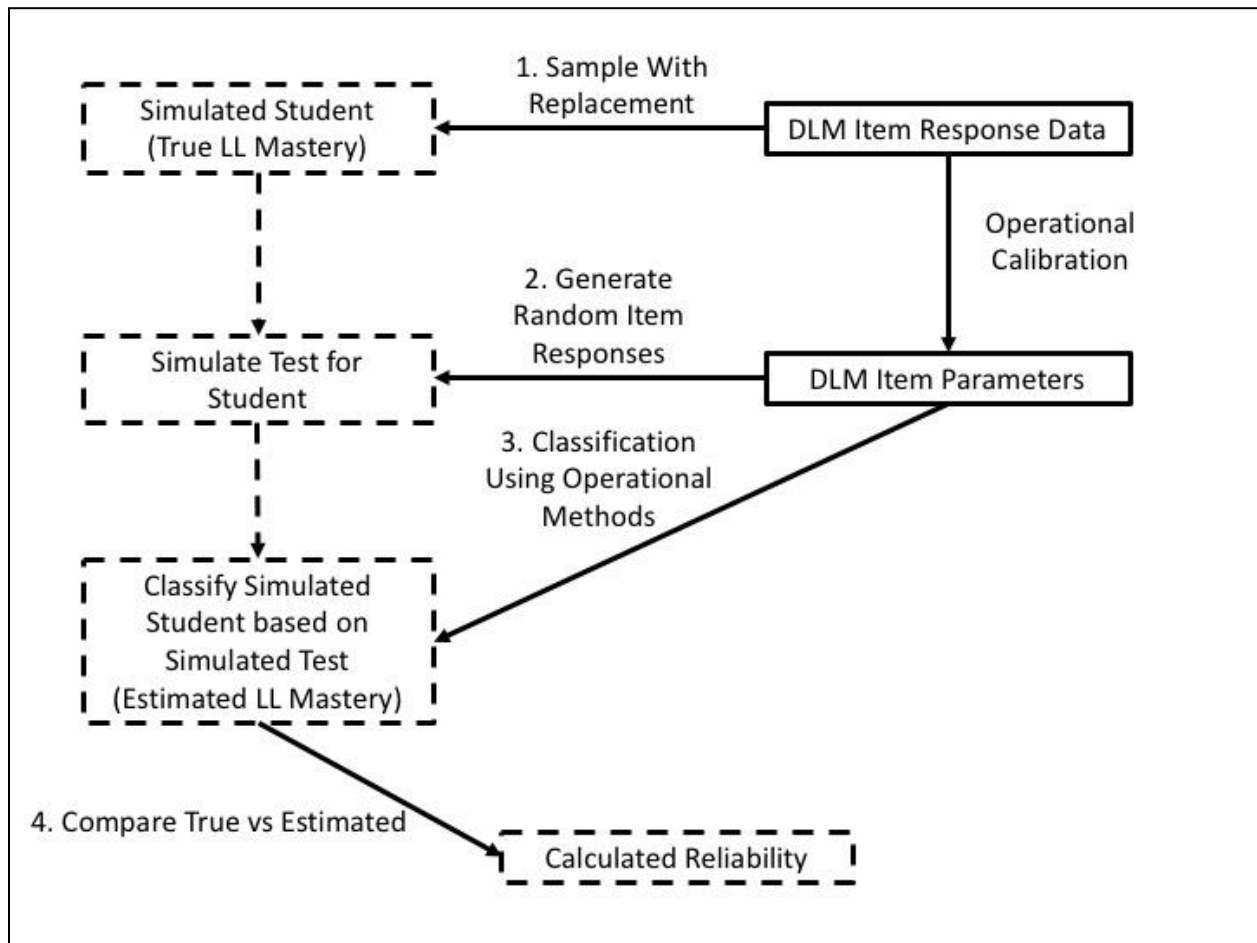 1. Sample With
Replacement
Simulated Student
(True LL Mastery)
DLM Item Response Data
Operational
Calibration
2. Generate
Random Item
Responses
Simulate Test for
Student
DLM Item Parameters
3. Classification
Using Operational
Methods
Classify Simulated
Student based on
Simulated Test
(Estimated LL Mastery)
4. Compare True vs Estimated
Calculated Reliability